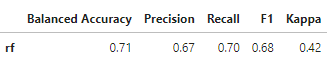 Balanced Accuracy Precision Recall F1 Kappa
rf 0.71 0.67 0.70 0.68 0.42